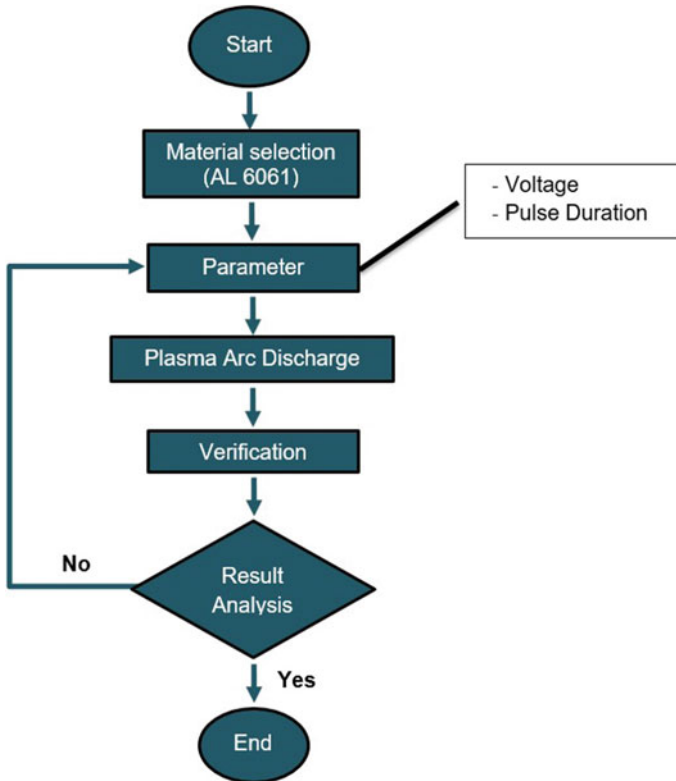 Start
Material selection
(AL 6061)
- Voltage
- Pulse Duration
Parameter
Plasma Arc Discharge
Verification
No
Result
Analysis
Yes
End